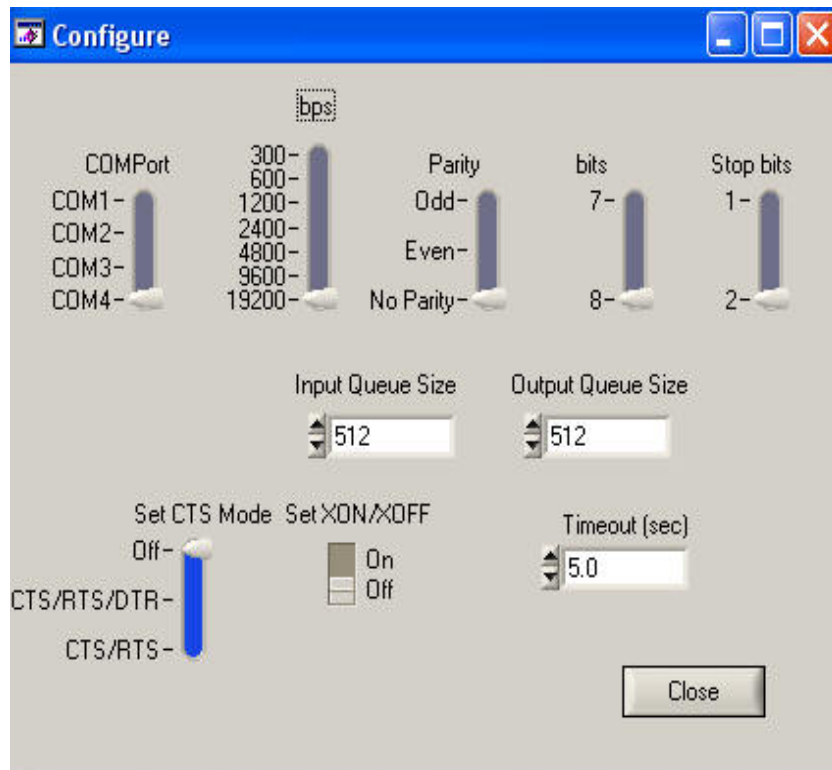 Configure
bps
COMPort
COM1
COM2
COM3
COM4
300
600
1200
2400
4800
9600
19200
Parity
Odd
Even
No Parity
bits
7
8
Stop bits
1
2
Input Queue Size
512
Output Queue Size
512
Set CTS Mode
Off
CTS/RTS/DTR
CTS/RTS
Set XON/XOFF
On
Off
Timeout (sec)
5.0
Close